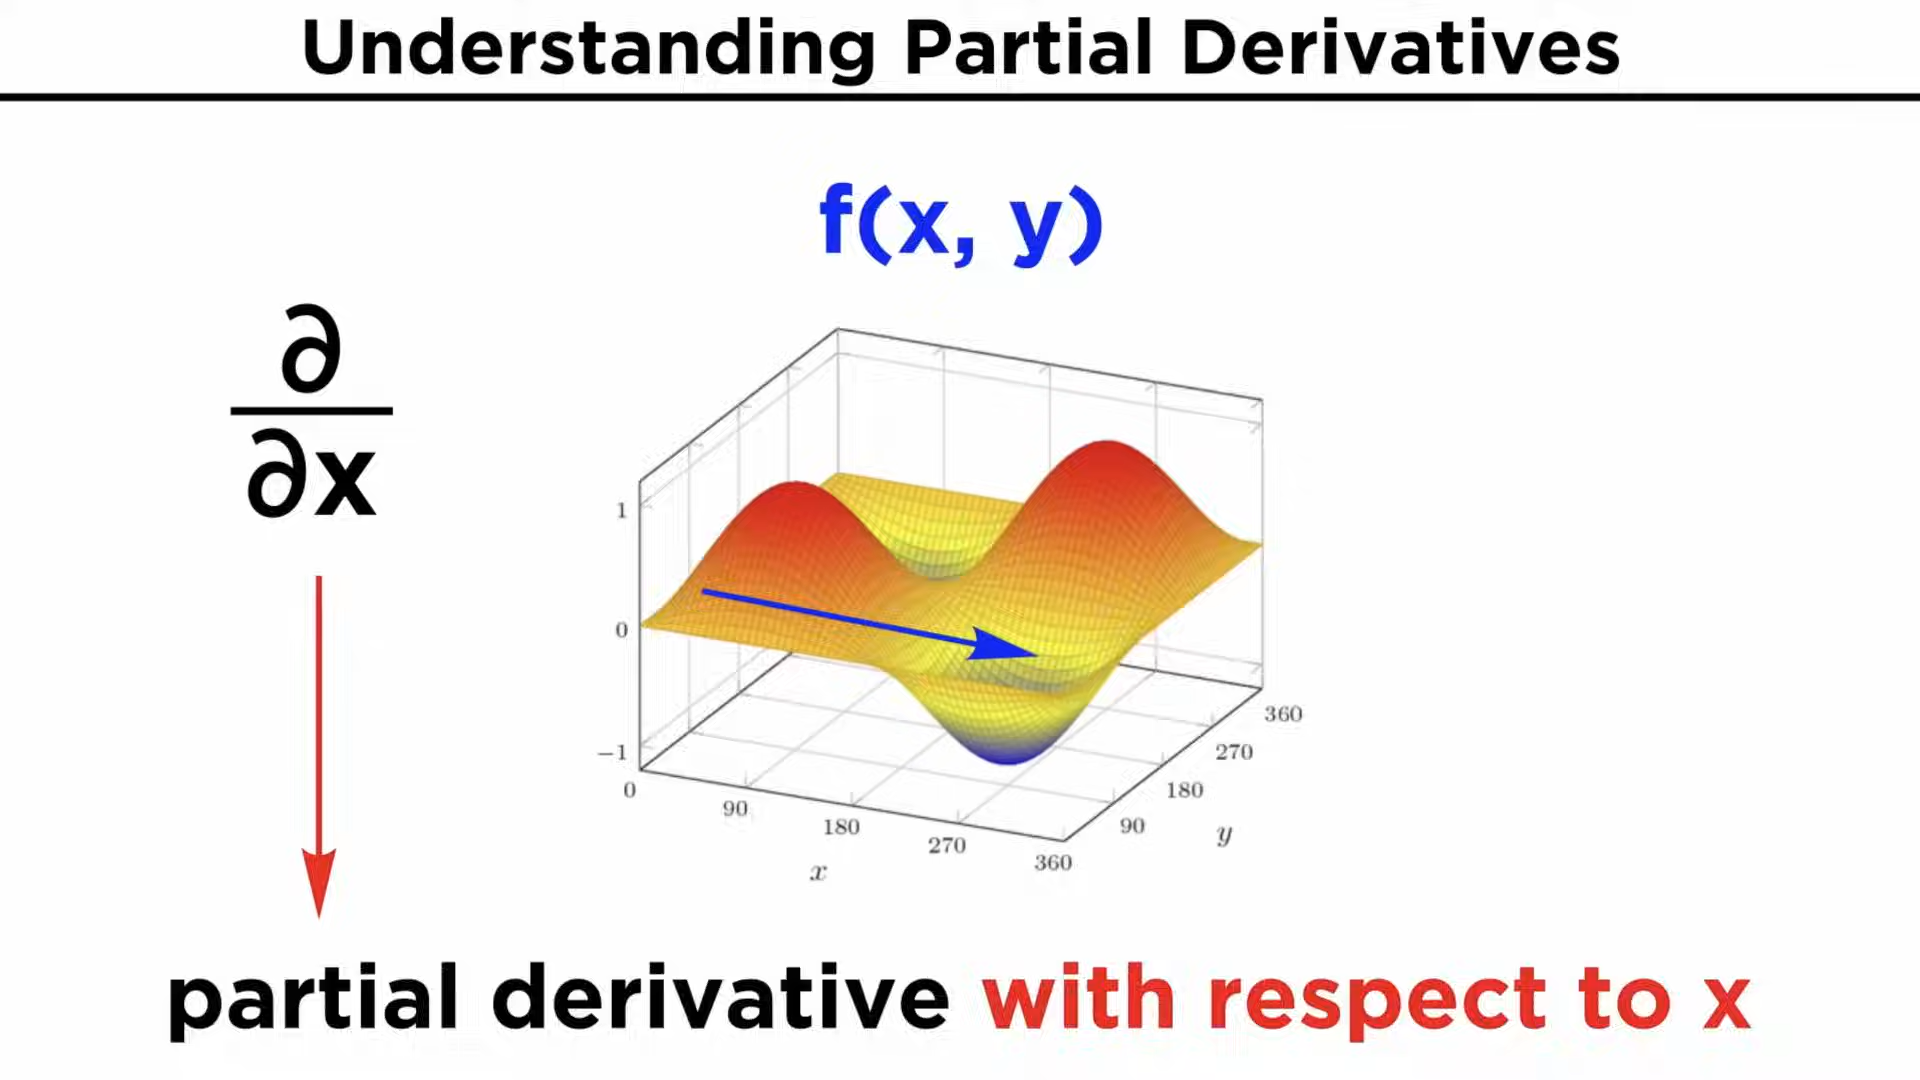 Understanding Partial Derivatives
f(x, y)
∂
∂x
1
0
−1
0
90
180
270
360
x
90
180
270
360
y
partial derivative with respect to x